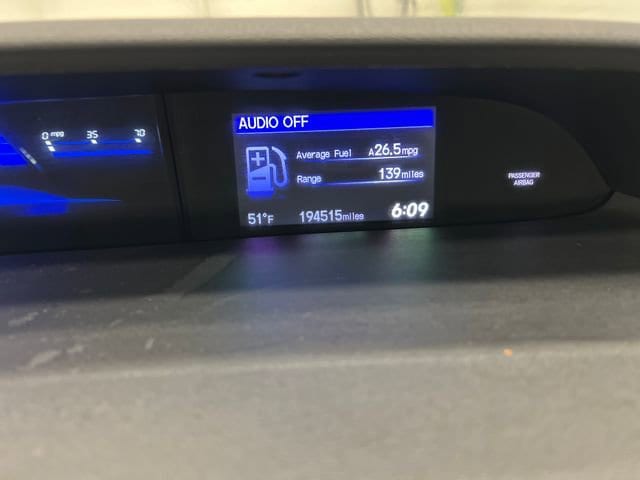 AUDIO OFF
0 mpg 35 70
Average Fuel A26.5mpg
Range 139miles
PASSENGER
AIRBAG
51°F 194515miles 6:09